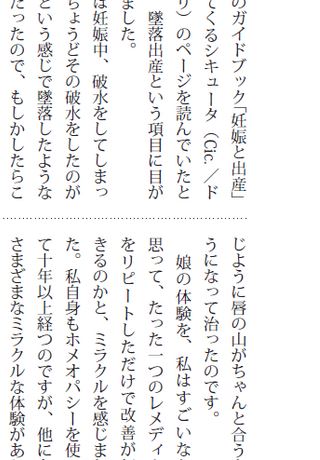 のガイドブック「妊娠と出産」
てくるシキュータ（Cic.／ド
リ）のページを読んでいたと
墜落出産という項目に目が
ました。
は妊娠中、破水をしてしまっ
ちょうどその破水をしたのが
という感じで墜落したような
たったので、もしかしたらこ
じように唇の山がちゃんと合う
うになって治ったのです。
娘の体験を、私はすごいな
思って、たった一つのレメディ
をリピートしただけで改善が
きるのかと、ミラクルを感じま
た。私自身もホメオパシーを使
て十年以上経つのですが、他に
さまざまなミラクルな体験があ